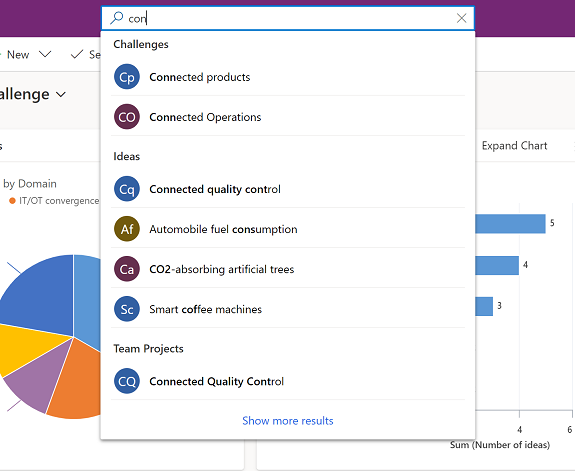 con
New
Challenges
Cp Connected products
CO Connected Operations
Ideas
Cq Connected quality control
Af Automobile fuel consumption
Ca CO2-absorbing artificial trees
Sc Smart coffee machines
Team Projects
CQ Connected Quality Control
Show more results
by Domain
IT/OT convergence
Expand Chart
5
4
3
4
6
Sum (Number of ideas)